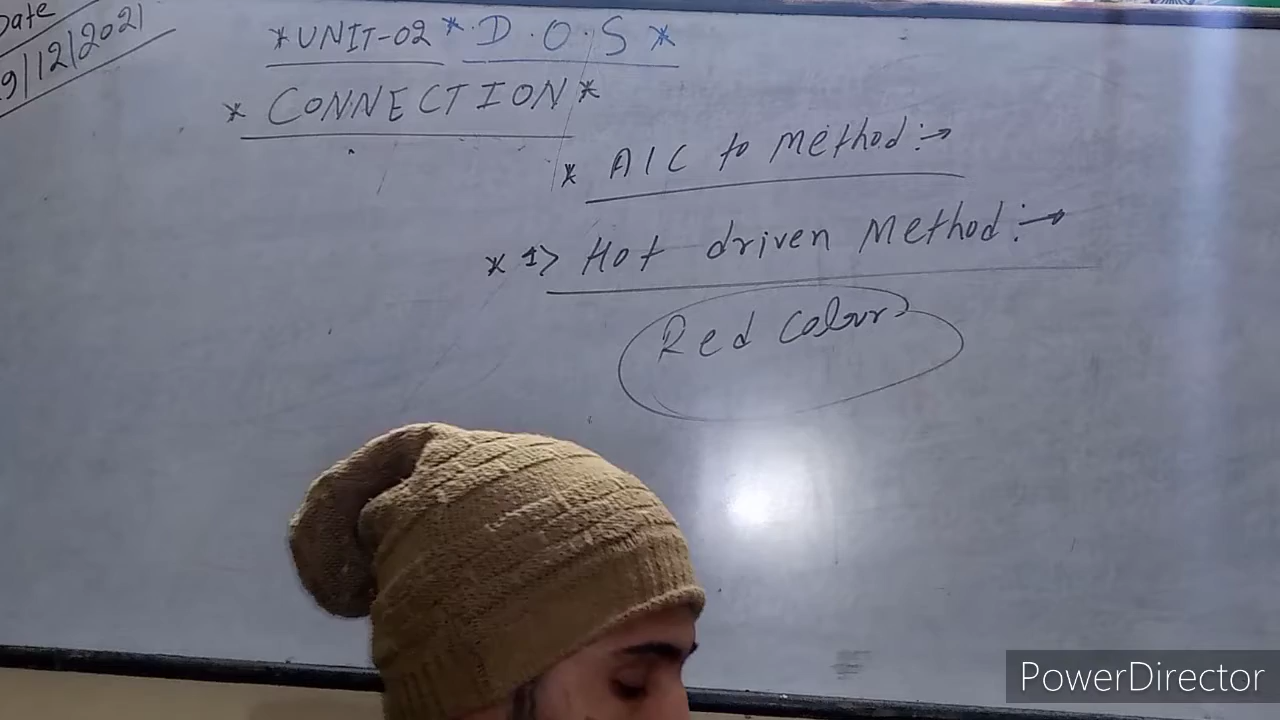 Date
9/12/2021
*UNIT-02 * D.O.S *
* CONNECTION *
* A/C to Method:→
* 1> Hot driven Method:→
Red colour
PowerDirector